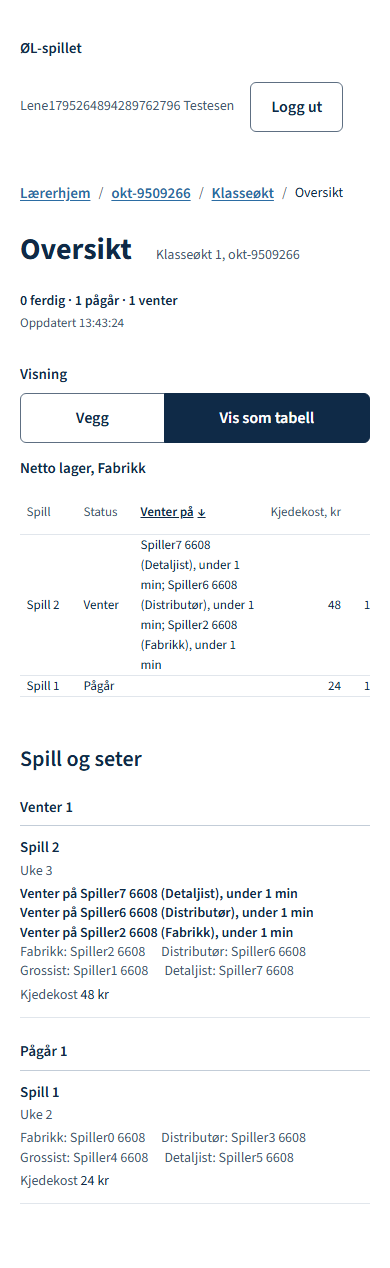 ØL-spillet
Lene1795264894289762796 Testesen
Logg ut
Lærerhjem / okt-9509266 / Klasseøkt / Oversikt
Oversikt Klasseøkt 1, okt-9509266
0 ferdig · 1 pågår · 1 venter
Oppdatert 13:43:24
Visning
Vegg Vis som tabell
Netto lager, Fabrikk
Spill Status Venter på ↓ Kjedekost, kr
Spiller7 6608
(Detaljist), under 1
min; Spiller6 6608
Spill 2 Venter (Distributør), under 1 48 1
min; Spiller2 6608
(Fabrikk), under 1
min
Spill 1 Pågår 24 1
Spill og seter
Venter 1
Spill 2
Uke 3
Venter på Spiller7 6608 (Detaljist), under 1 min
Venter på Spiller6 6608 (Distributør), under 1 min
Venter på Spiller2 6608 (Fabrikk), under 1 min
Fabrikk: Spiller2 6608 Distributør: Spiller6 6608
Grossist: Spiller1 6608 Detaljist: Spiller7 6608
Kjedekost 48 kr
Pågår 1
Spill 1
Uke 2
Fabrikk: Spiller0 6608 Distributør: Spiller3 6608
Grossist: Spiller4 6608 Detaljist: Spiller5 6608
Kjedekost 24 kr